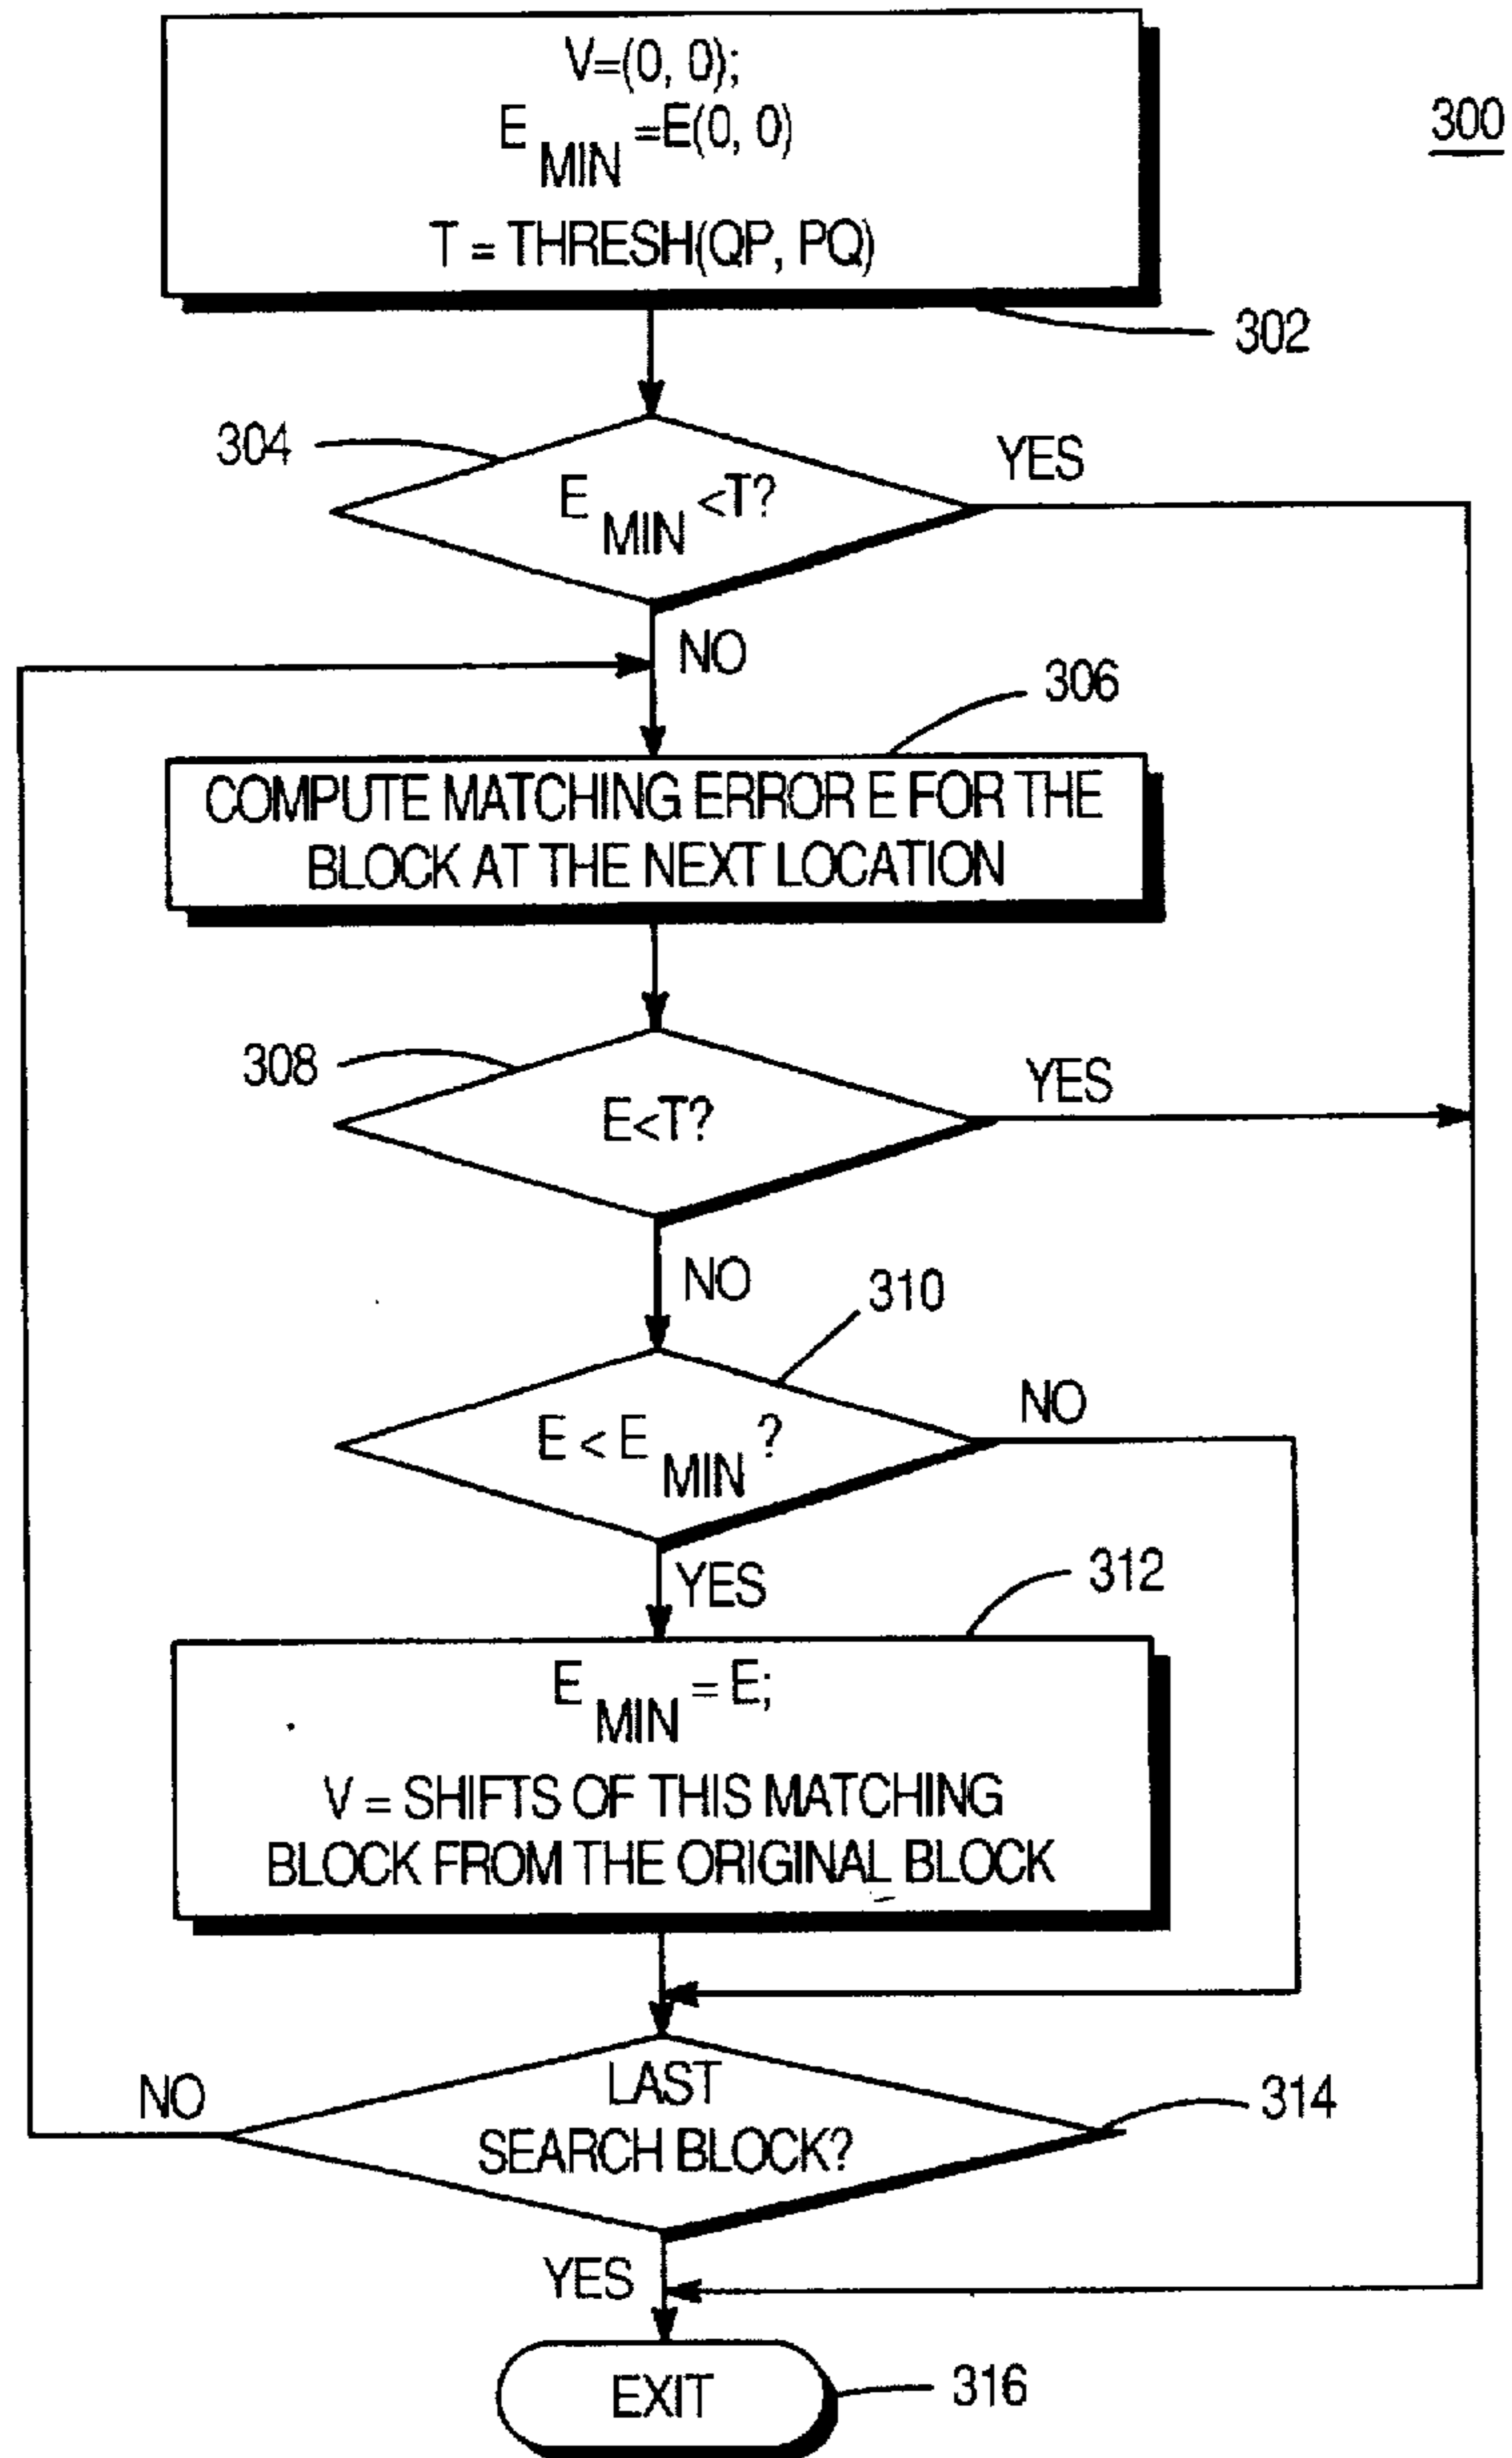 V=(0, 0);
300
E MIN =E(0, 0)
T = THRESH(QP, PQ)
302
304
YES
E MIN <T?
NO
306
COMPUTE MATCHING ERROR E FOR THE
BLOCK AT THE NEXT LOCATION
308
YES
E<T?
NO
310
NO
E < E MIN ?
YES
312
E MIN = E;
V = SHIFTS OF THIS MATCHING
BLOCK FROM THE ORIGINAL BLOCK
NO
LAST
314
SEARCH BLOCK?
YES
EXIT
316